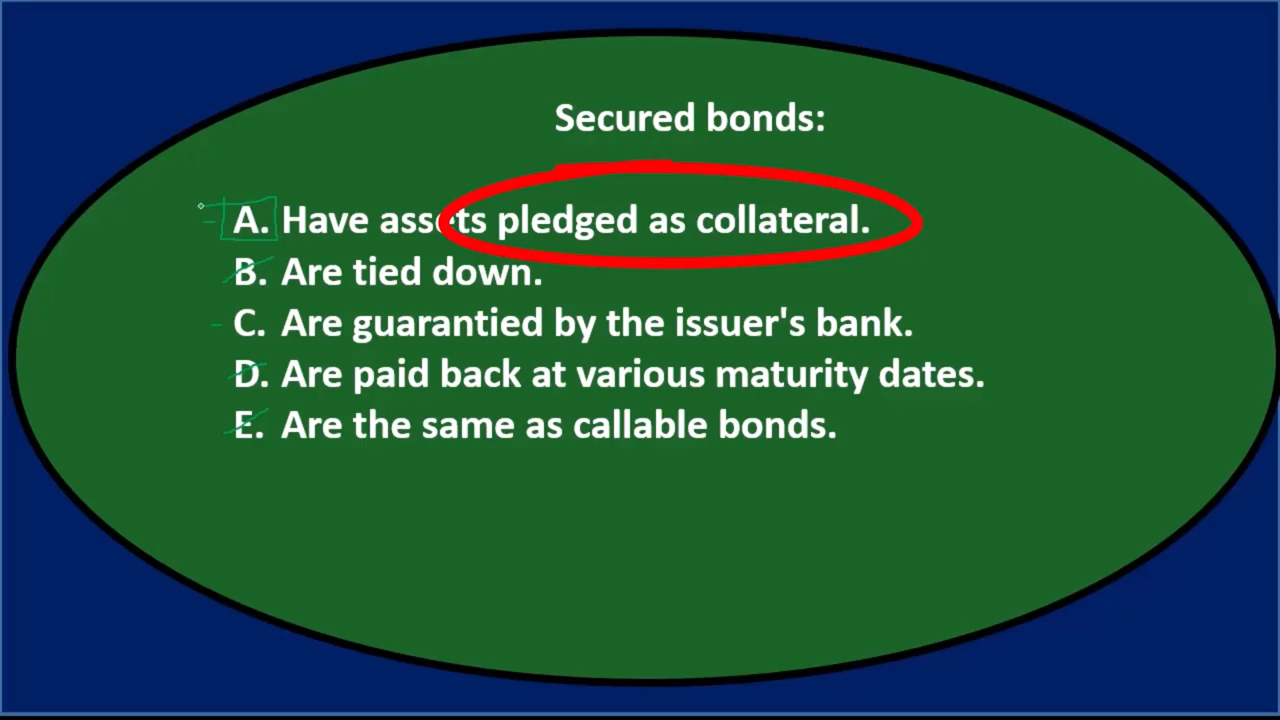 Secured bonds:
A. Have assets pledged as collateral.
B. Are tied down.
C. Are guarantied by the issuer's bank.
D. Are paid back at various maturity dates.
E. Are the same as callable bonds.